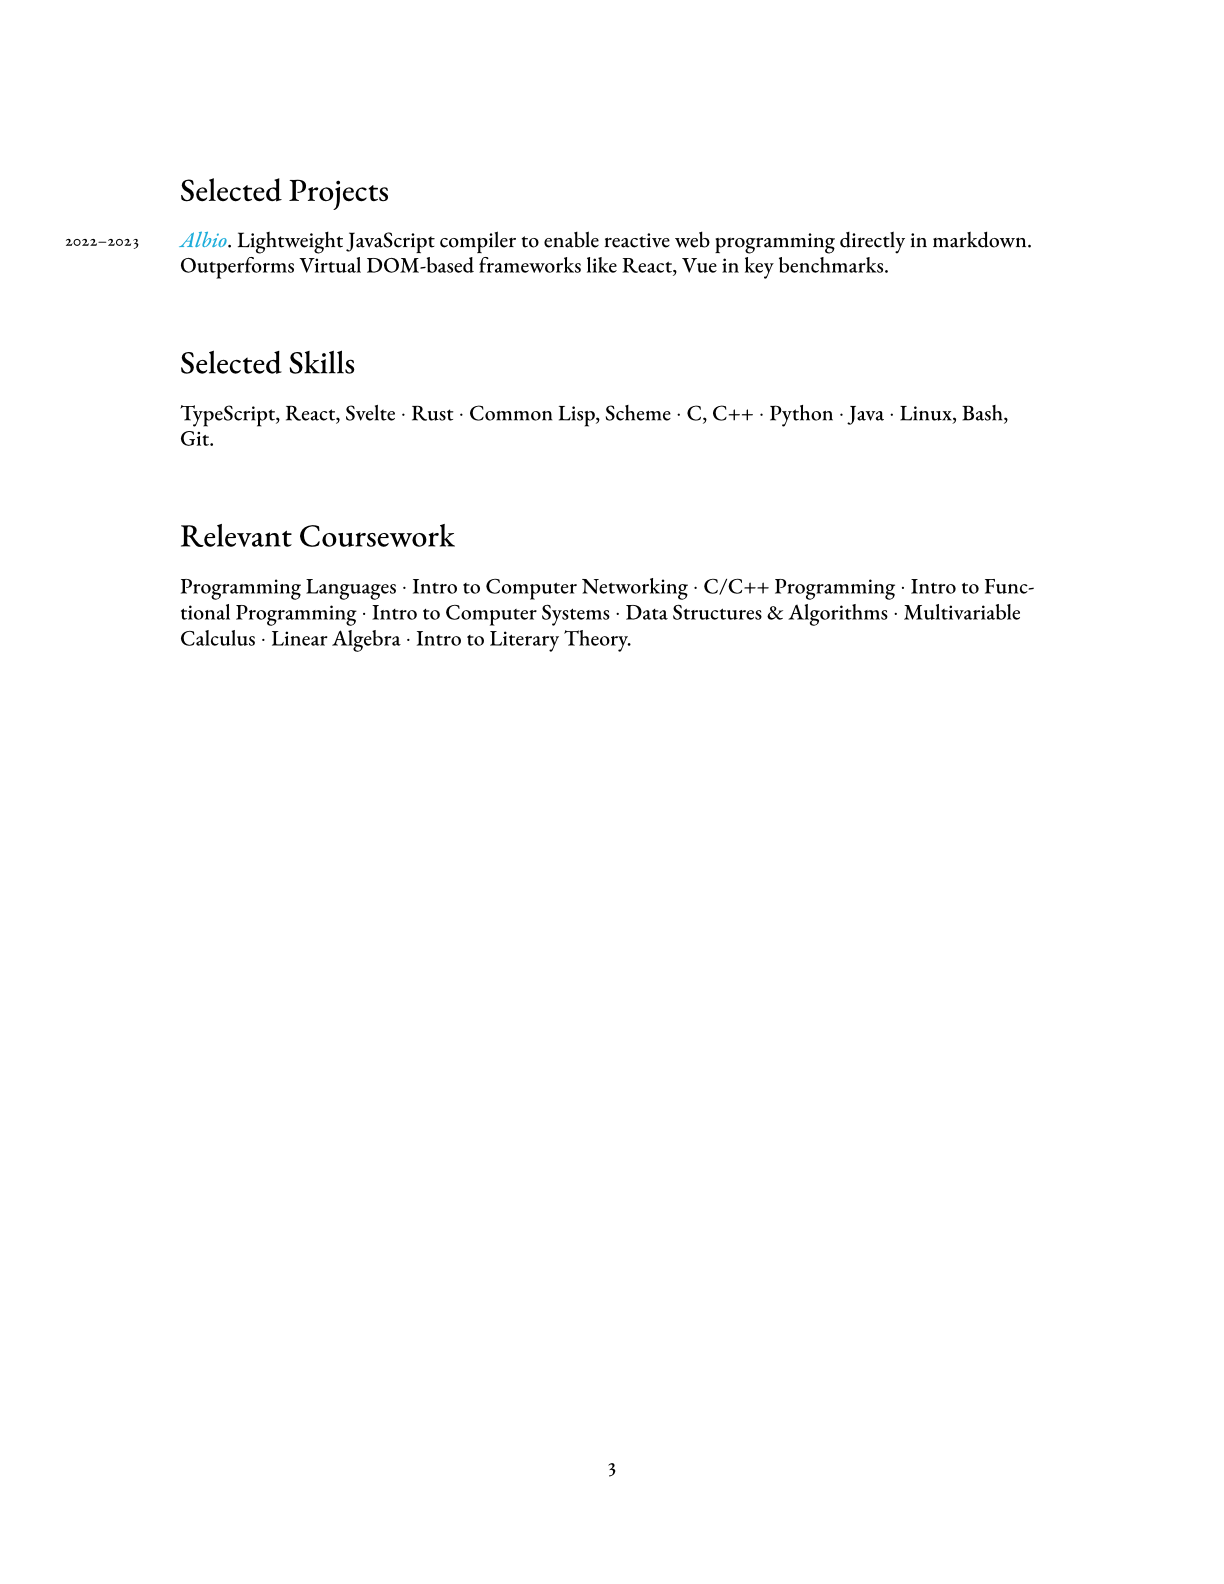 Selected Projects
2022–2023 Albio. Lightweight JavaScript compiler to enable reactive web programming directly in markdown.
Outperforms Virtual DOM-based frameworks like React, Vue in key benchmarks.
Selected Skills
TypeScript, React, Svelte · Rust · Common Lisp, Scheme · C, C++ · Python · Java · Linux, Bash,
Git.
Relevant Coursework
Programming Languages · Intro to Computer Networking · C/C++ Programming · Intro to Func-
tional Programming · Intro to Computer Systems · Data Structures & Algorithms · Multivariable
Calculus · Linear Algebra · Intro to Literary Theory.
3